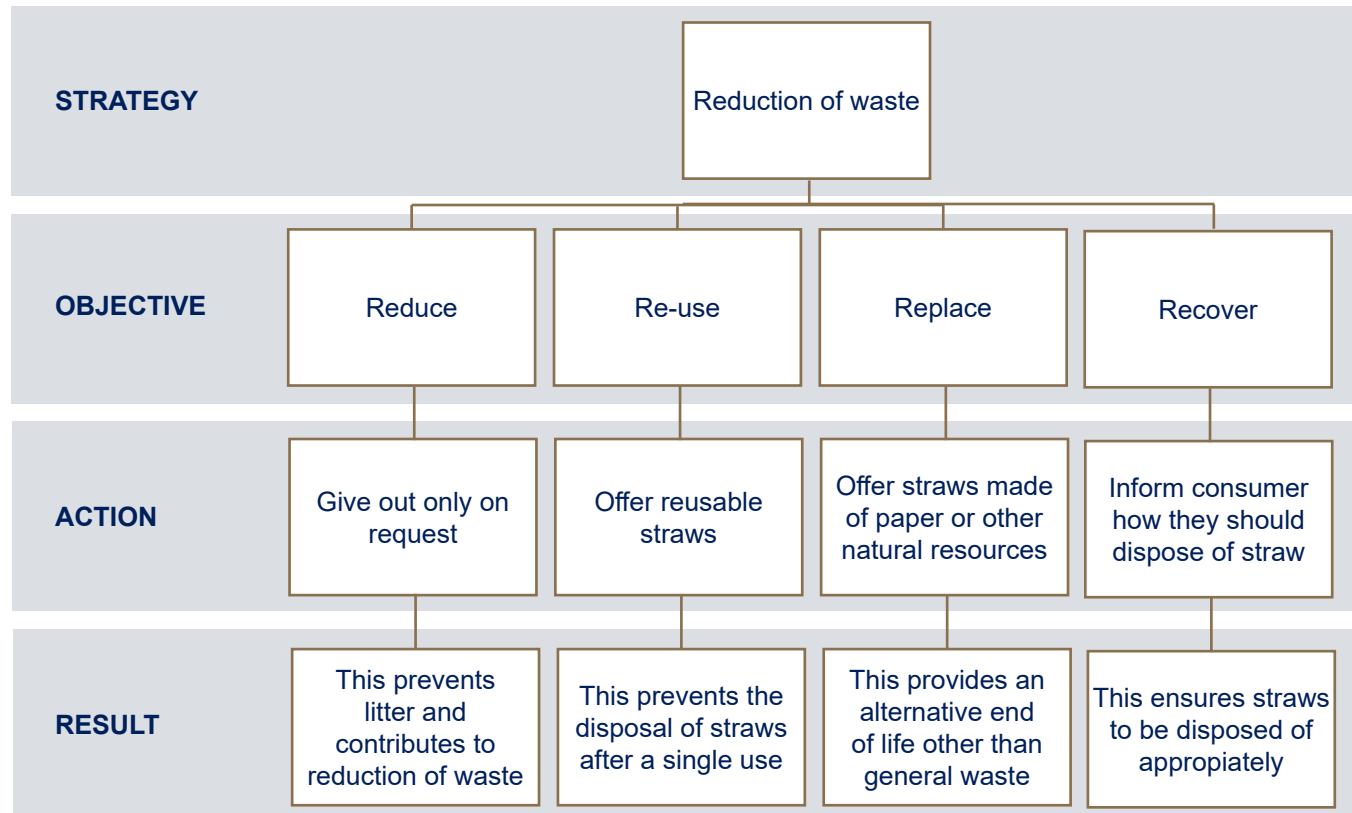 STRATEGY
Reduction of waste
OBJECTIVE
Reduce
Re-use
Replace
Recover
ACTION
Give out only on
request
Offer reusable
straws
Offer straws made
of paper or other
natural resources
Inform consumer
how they should
dispose of straw
RESULT
This prevents
litter and
contributes to
reduction of waste
This prevents the
disposal of straws
after a single use
This provides an
alternative end
of life other than
general waste
This ensures straws
to be disposed of
appropiately